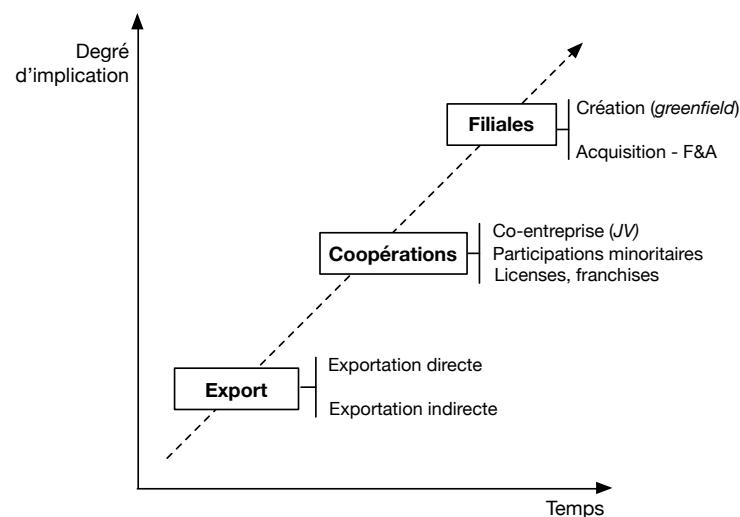 Degré
d’implication
Filiales
Création (greenfield)
Acquisition - F&A
Coopérations
Co-entreprise (JV)
Participations minoritaires
Licenses, franchises
Export
Exportation directe
Exportation indirecte
Temps